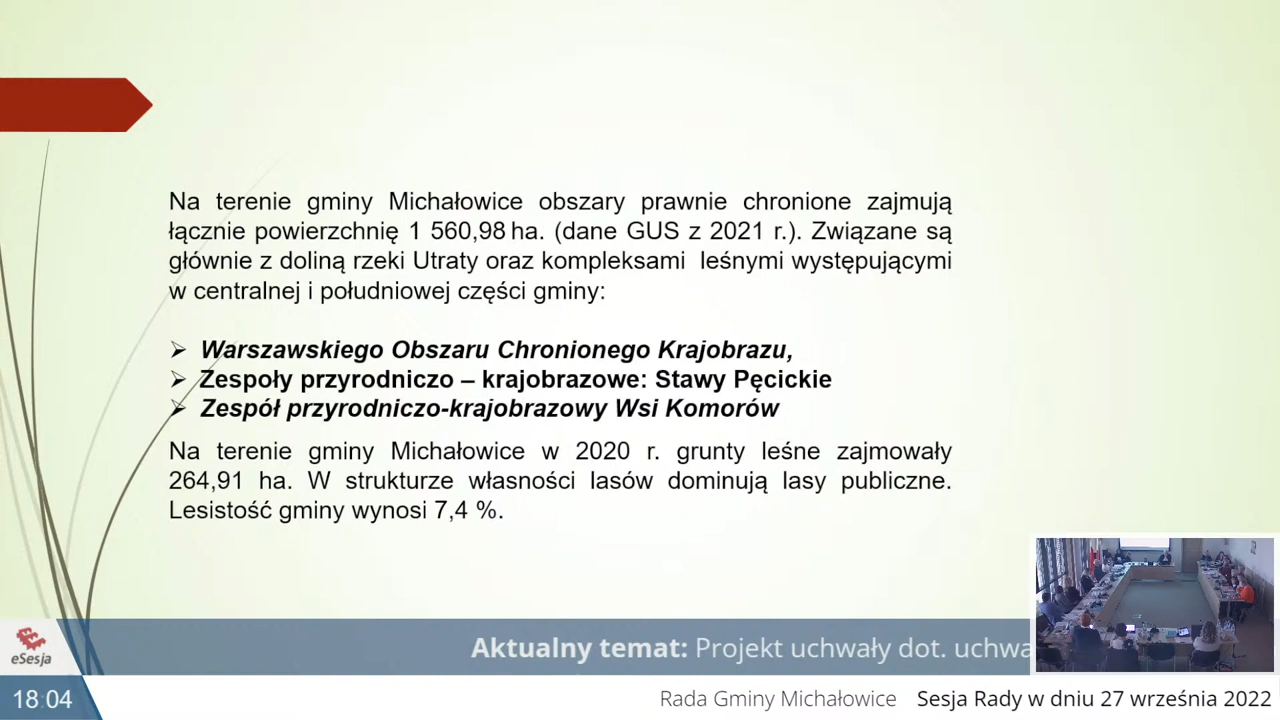 Na terenie gminy Michałowice obszary prawnie chronione zajmują
łącznie powierzchnię 1 560,98 ha. (dane GUS z 2021 r.). Związane są
głównie z doliną rzeki Utraty oraz kompleksami leśnymi występującymi
w centralnej i południowej części gminy:
Warszawskiego Obszaru Chronionego Krajobrazu,
Zespoły przyrodniczo – krajobrazowe: Stawy Pęcickie
Zespół przyrodniczo-krajobrazowy Wsi Komorów
Na terenie gminy Michałowice w 2020 r. grunty leśne zajmowały
264,91 ha. W strukturze własności lasów dominują lasy publiczne.
Lesistość gminy wynosi 7,4 %.
eSesja
Aktualny temat: Projekt uchwały dot. uchwa
18:04
Rada Gminy Michałowice Sesja Rady w dniu 27 września 2022